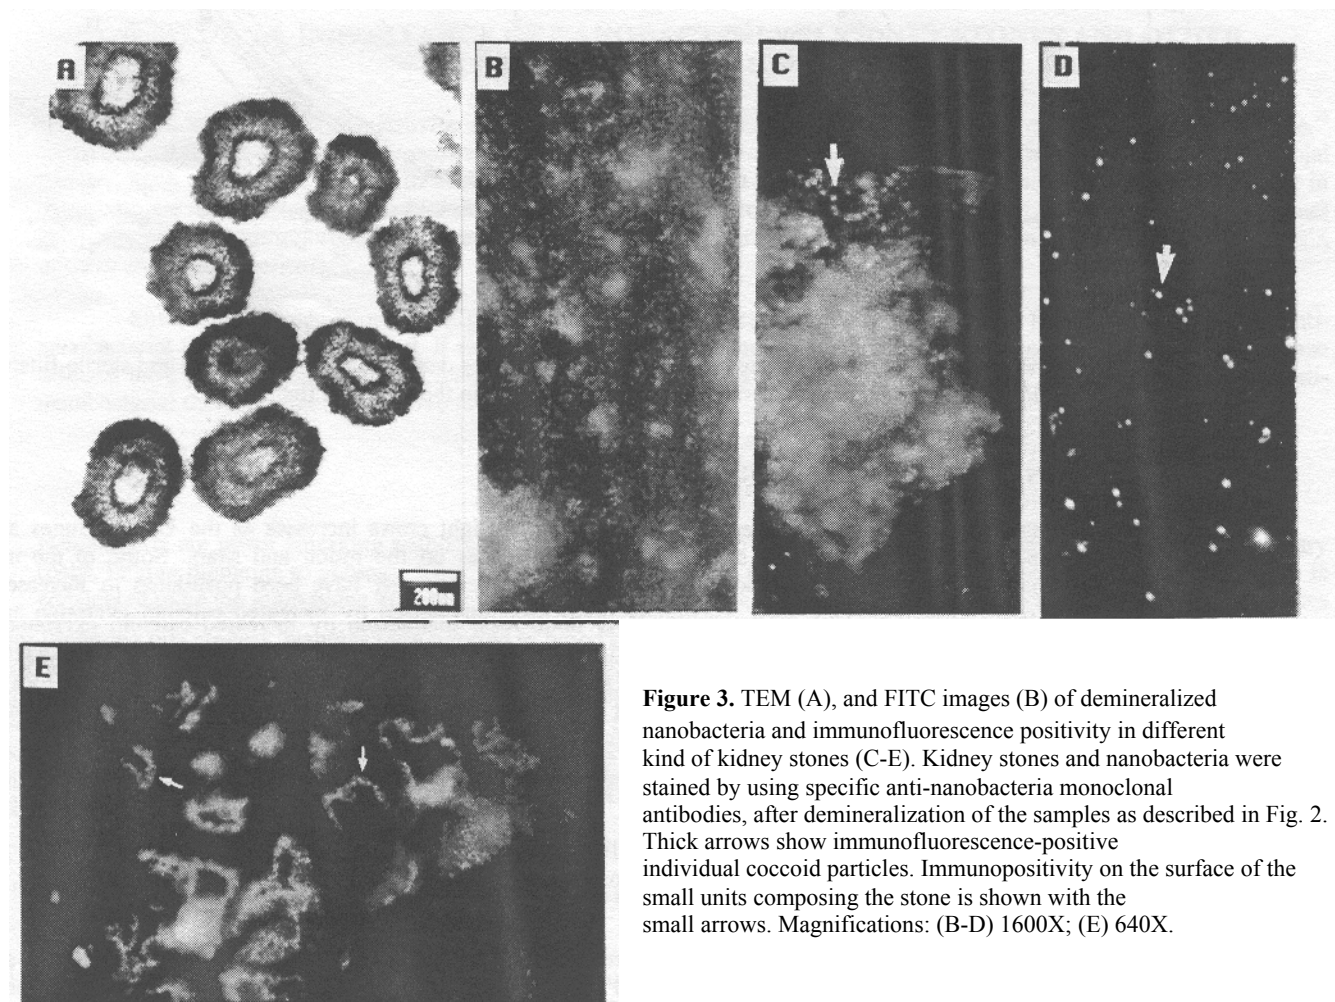 A
B
C
D
200nm
E
Figure 3. TEM (A), and FITC images (B) of demineralized
nanobacteria and immunofluorescence positivity in different
kind of kidney stones (C-E). Kidney stones and nanobacteria were
stained by using specific anti-nanobacteria monoclonal
antibodies, after demineralization of the samples as described in Fig. 2.
Thick arrows show immunofluorescence-positive
individual coccoid particles. Immunopositivity on the surface of the
small units composing the stone is shown with the
small arrows. Magnifications: (B-D) 1600X; (E) 640X.